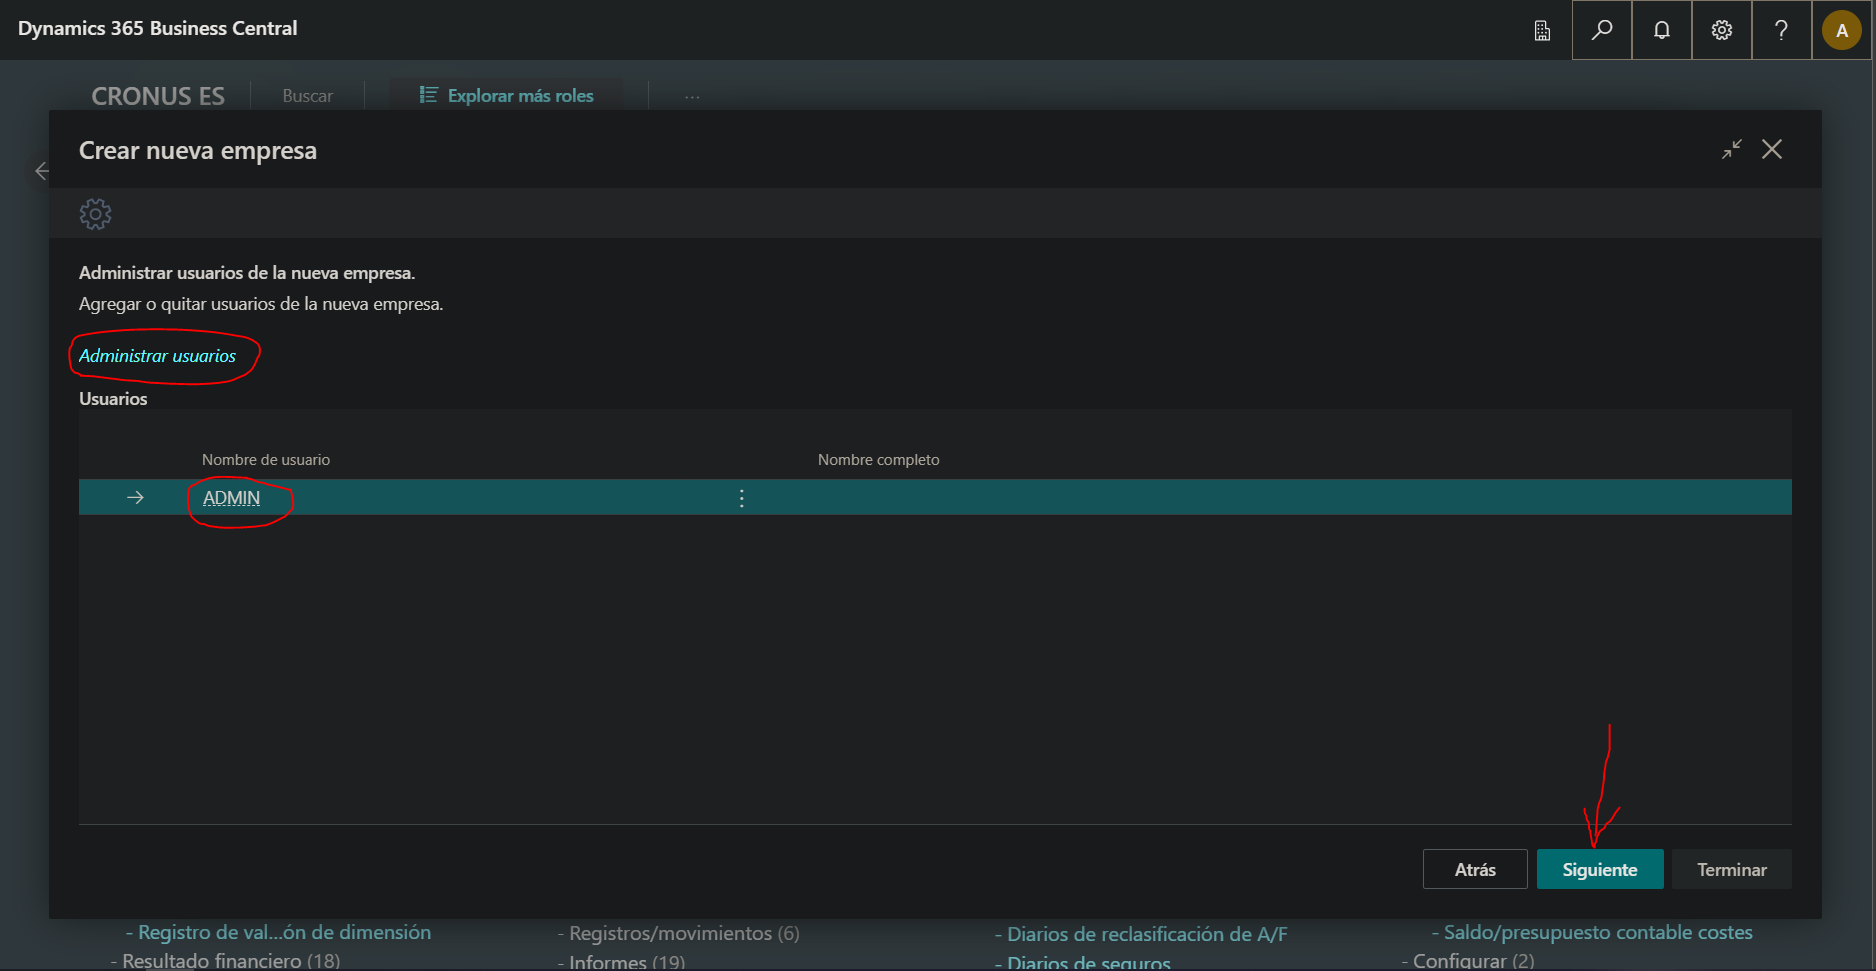 Dynamics 365 Business Central
A
CRONUS ES
Buscar
Explorar más roles
...
Crear nueva empresa
Administrar usuarios de la nueva empresa.
Agregar o quitar usuarios de la nueva empresa.
Administrar usuarios
Usuarios
Nombre de usuario
Nombre completo
ADMIN
Atrás
Siguiente
Terminar
- Registro de val...ón de dimensión
- Registros/movimientos (6)
- Diarios de reclasificación de A/F
- Saldo/presupuesto contable costes
- Resultado financiero (18)
- Informes (19)
- Diarios de seguros
- Configurar (2)